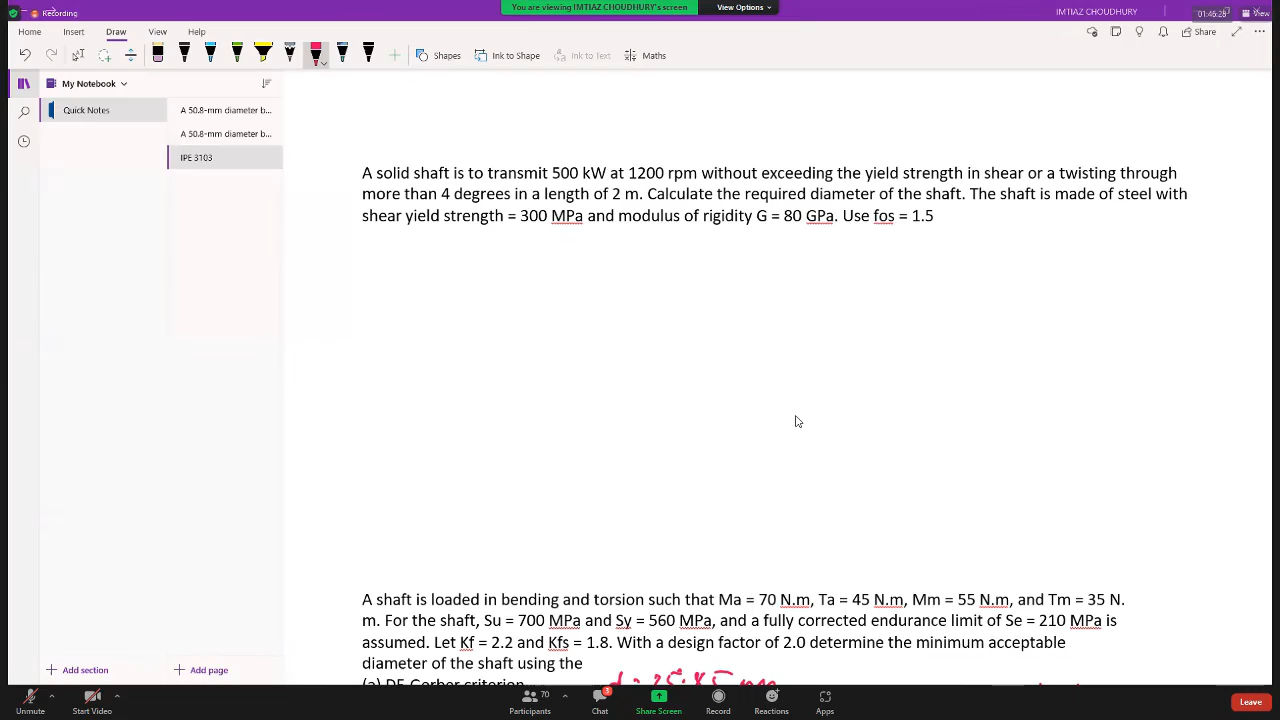 Recording
You are viewing IMTIAZ CHOUDHURY's screen
View Options
IMTIAZ CHOUDHURY
01:46:25
View
Home
Insert
Draw
View
Help
Share
Shapes
Ink to Shape
Ink to Text
Maths
My Notebook
Quick Notes
A 50.8-mm diameter b...
A 50.8-mm diameter b...
IPE 3103
A solid shaft is to transmit 500 kW at 1200 rpm without exceeding the yield strength in shear or a twisting through
more than 4 degrees in a length of 2 m. Calculate the required diameter of the shaft. The shaft is made of steel with
shear yield strength = 300 MPa and modulus of rigidity G = 80 GPa. Use fos = 1.5
A shaft is loaded in bending and torsion such that Ma = 70 N.m, Ta = 45 N.m, Mm = 55 N.m, and Tm = 35 N.
m. For the shaft, Su = 700 MPa and Sy = 560 MPa, and a fully corrected endurance limit of Se = 210 MPa is
assumed. Let Kf = 2.2 and Kfs = 1.8. With a design factor of 2.0 determine the minimum acceptable
diameter of the shaft using the
(a) DE-Gerber criterion
Add section
Add page
Unmute
Start Video
70
Participants
3
Chat
Share Screen
Record
Reactions
Apps
Leave